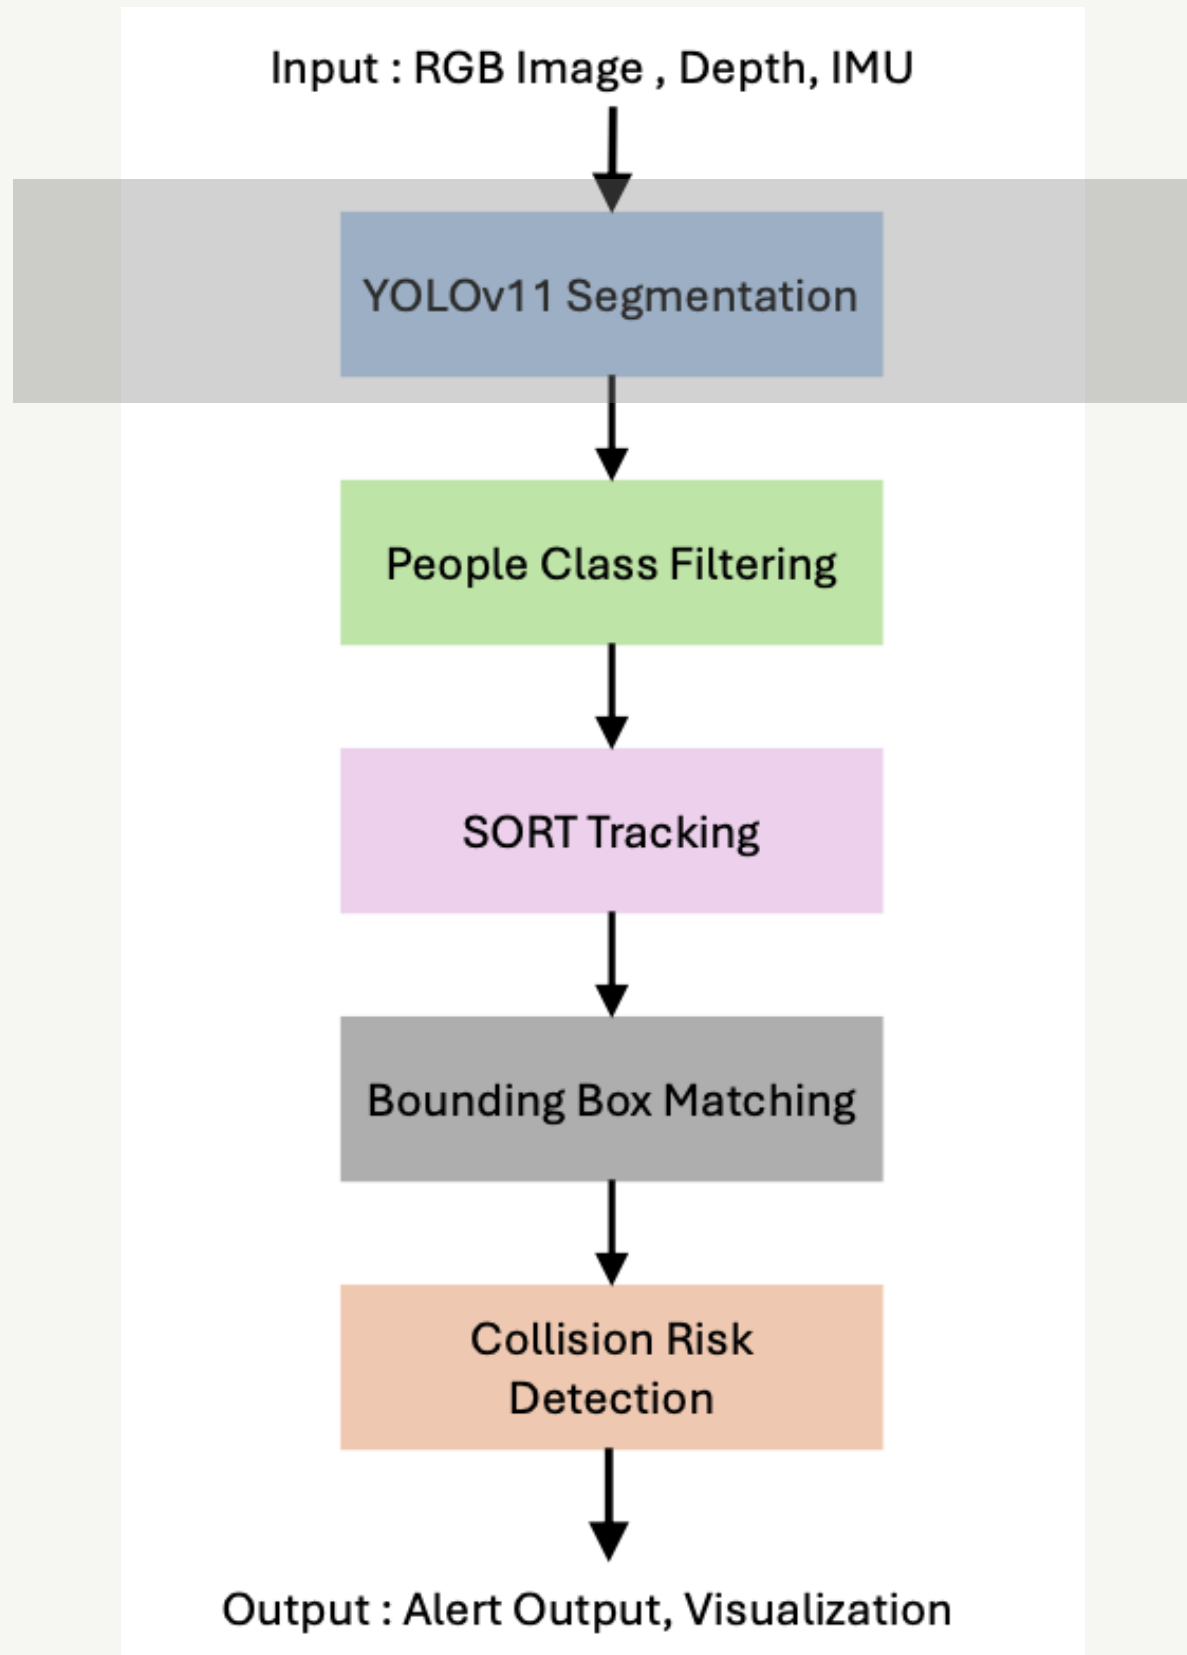 Input : RGB Image , Depth, IMU
YOLOv11 Segmentation
People Class Filtering
SORT Tracking
Bounding Box Matching
Collision Risk
Detection
Output : Alert Output, Visualization